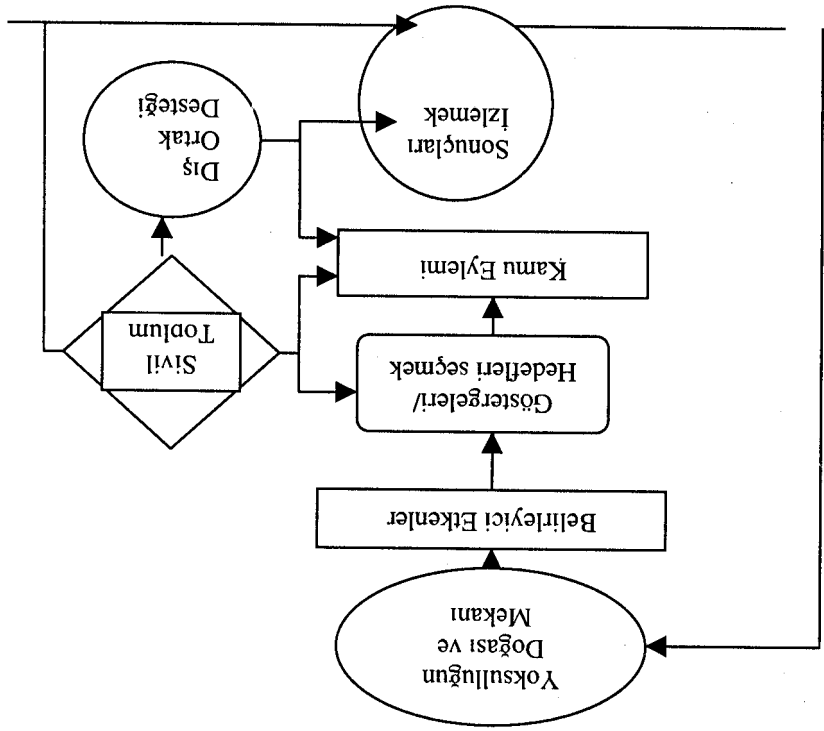 Yoksulluğun
Doğası ve
Mekanı
Belirleyici Etkenler
Göstergeleri/
Hedefleri seçmek
Sivil
Toplum
Kamu Eylemi
Dış
Ortak
Desteği
Sonuçları
İzlemek